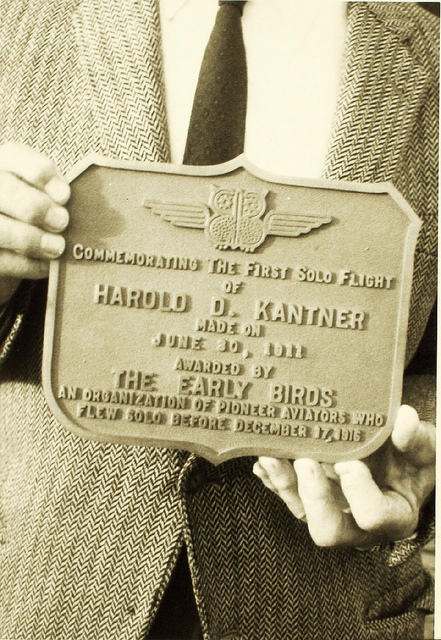 COMMEMORATING THE FIRST SOLO FLIGHT
OF
HAROLD D. KANTNER
MADE ON
JUNE 30, 1911
AWARDED BY
THE EARLY BIRDS
AN ORGANIZATION OF PIONEER AVIATORS WHO
FLEW SOLO BEFORE DECEMBER 17, 1916